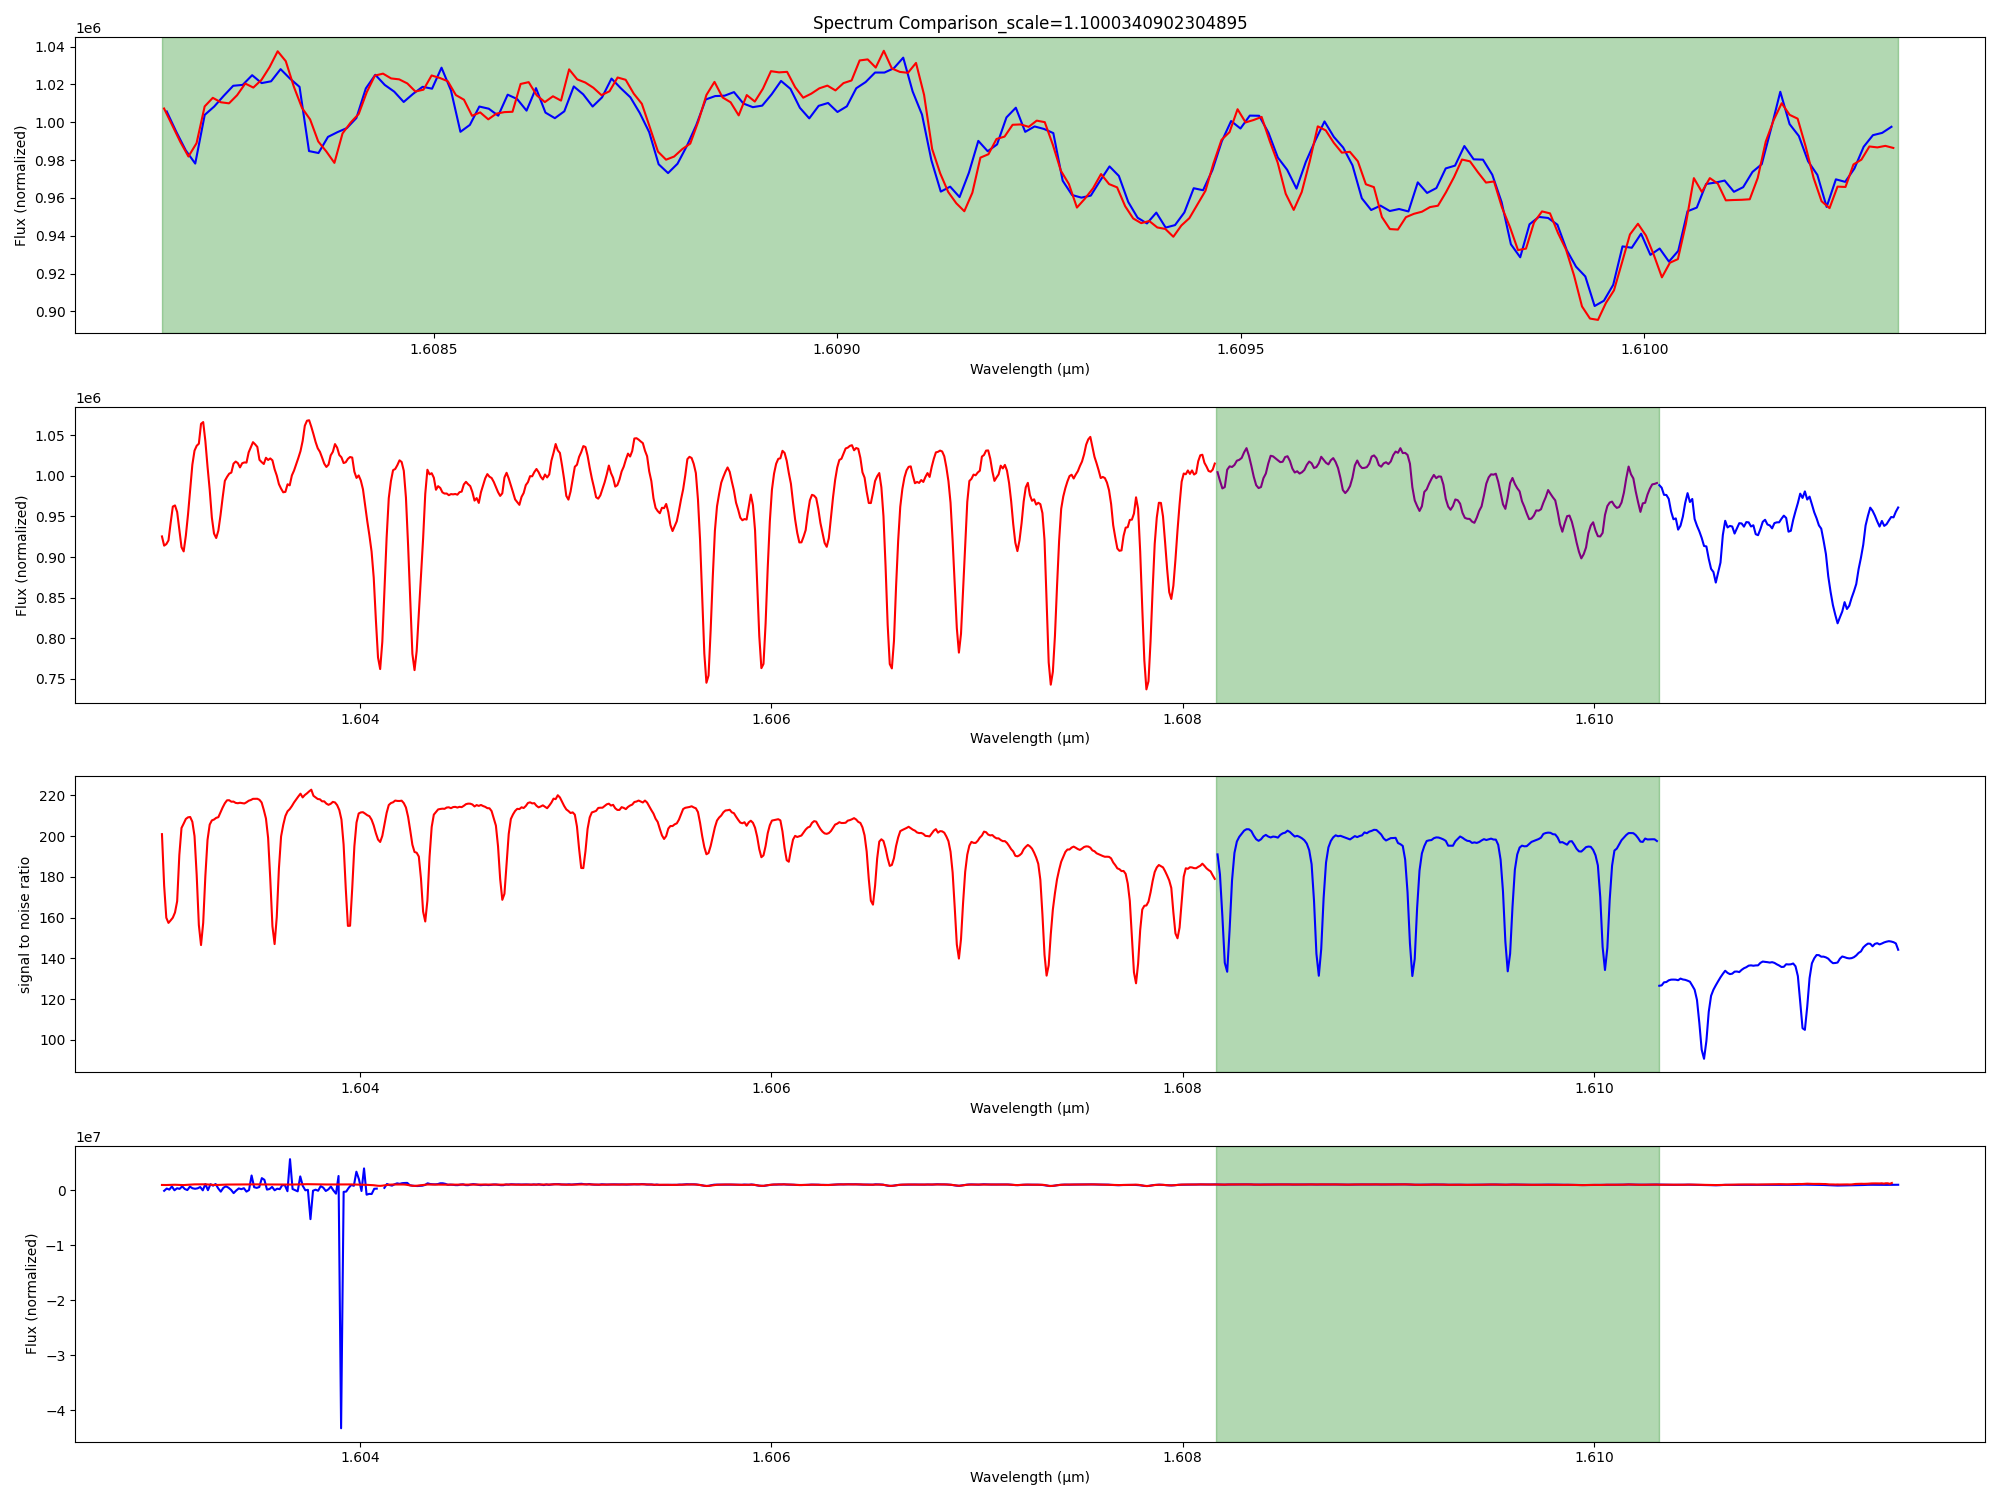 Spectrum Comparison_scale=1.1000340902304895
1e6
1.04
1.02
1.00
0.98
0.96
0.94
0.92
0.90
Flux (normalized)
1.6085 1.6090 1.6095 1.6100
Wavelength (μm)
1e6
1.05
1.00
0.95
0.90
0.85
0.80
0.75
Flux (normalized)
1.604 1.606 1.608 1.610
Wavelength (μm)
220
200
180
160
140
120
100
signal to noise ratio
1.604 1.606 1.608 1.610
Wavelength (μm)
1e7
0
−1
−2
−3
−4
Flux (normalized)
1.604 1.606 1.608 1.610
Wavelength (μm)